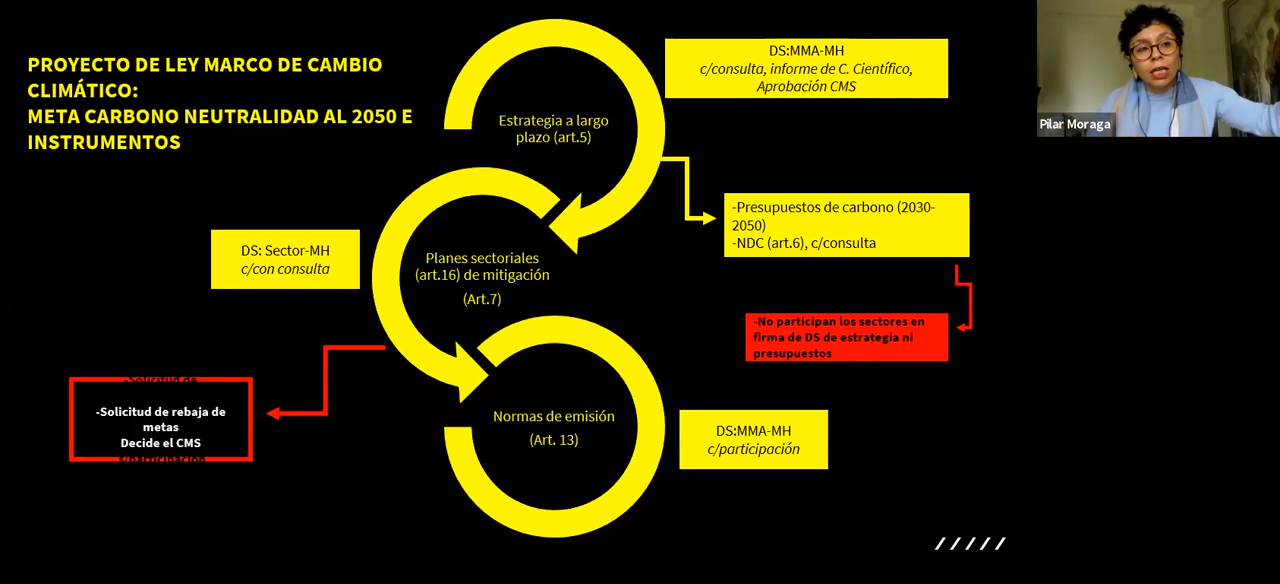 PROYECTO DE LEY MARCO DE CAMBIO
CLIMÁTICO:
META CARBONO NEUTRALIDAD AL 2050 E
INSTRUMENTOS
DS:MMA-MH
c/consulta, informe de C. Científico,
Aprobación CMS
Pilar Moraga
Estrategia a largo
plazo (art.5)
-Presupuestos de carbono (2030-
2050)
-NDC (art.6), c/consulta
DS: Sector-MH
c/con consulta
Planes sectoriales
(art.16) de mitigación
(Art.7)
-No participan los sectores en
firma de DS de estrategia ni
presupuestos
-Solicitud de
-Solicitud de rebaja de
metas
Decide el CMS
s/participación
Normas de emisión
(Art. 13)
DS:MMA-MH
c/participación